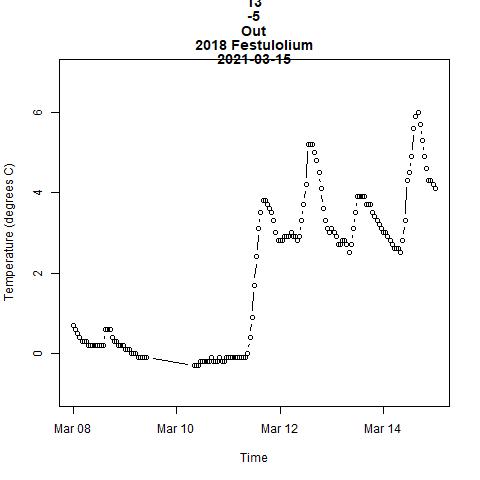 13
-5
Out
2018 Festulolium
2021-03-15
Temperature (degrees C)
6
4
2
0
Mar 08 Mar 10 Mar 12 Mar 14
Time